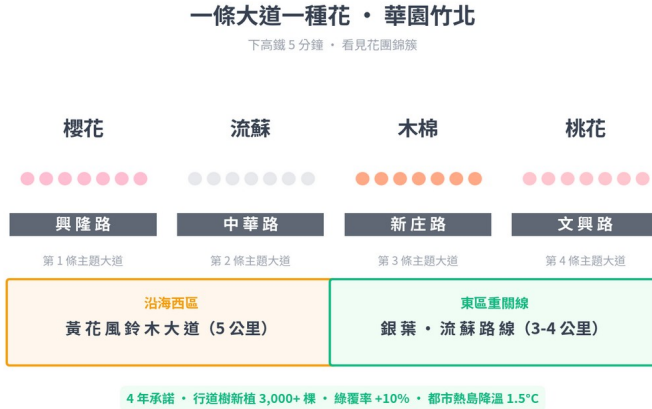 一條大道一種花 • 華園竹北
下高鐵 5 分鐘 • 看見花團錦簇
櫻花
流蘇
木棉
桃花
興隆路
中華路
新庄路
文興路
第 1 條主題大道
第 2 條主題大道
第 3 條主題大道
第 4 條主題大道
沿海西區
黃花風鈴木大道（5 公里）
東區重關線
銀葉 • 流蘇路線（3-4 公里）
4 年承諾 • 行道樹新植 3,000+ 棵 • 綠覆率 +10% • 都市熱島降溫 1.5°C